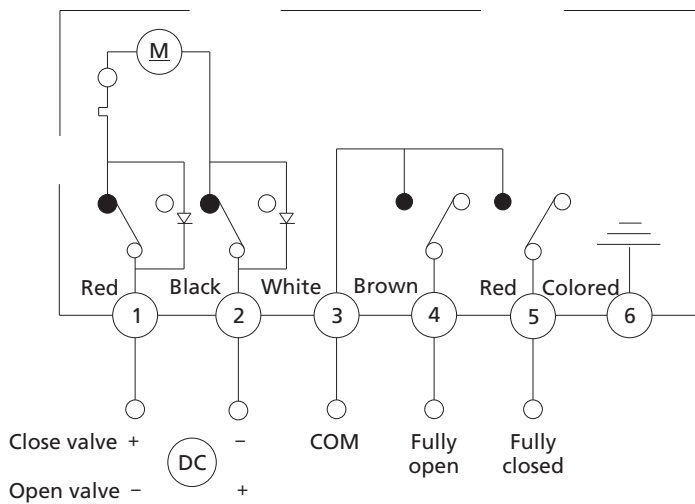 M
Red Black White Brown Red Colored
1 2 3 4 5 6
Close valve + − COM Fully open Fully closed
DC
Open valve − +